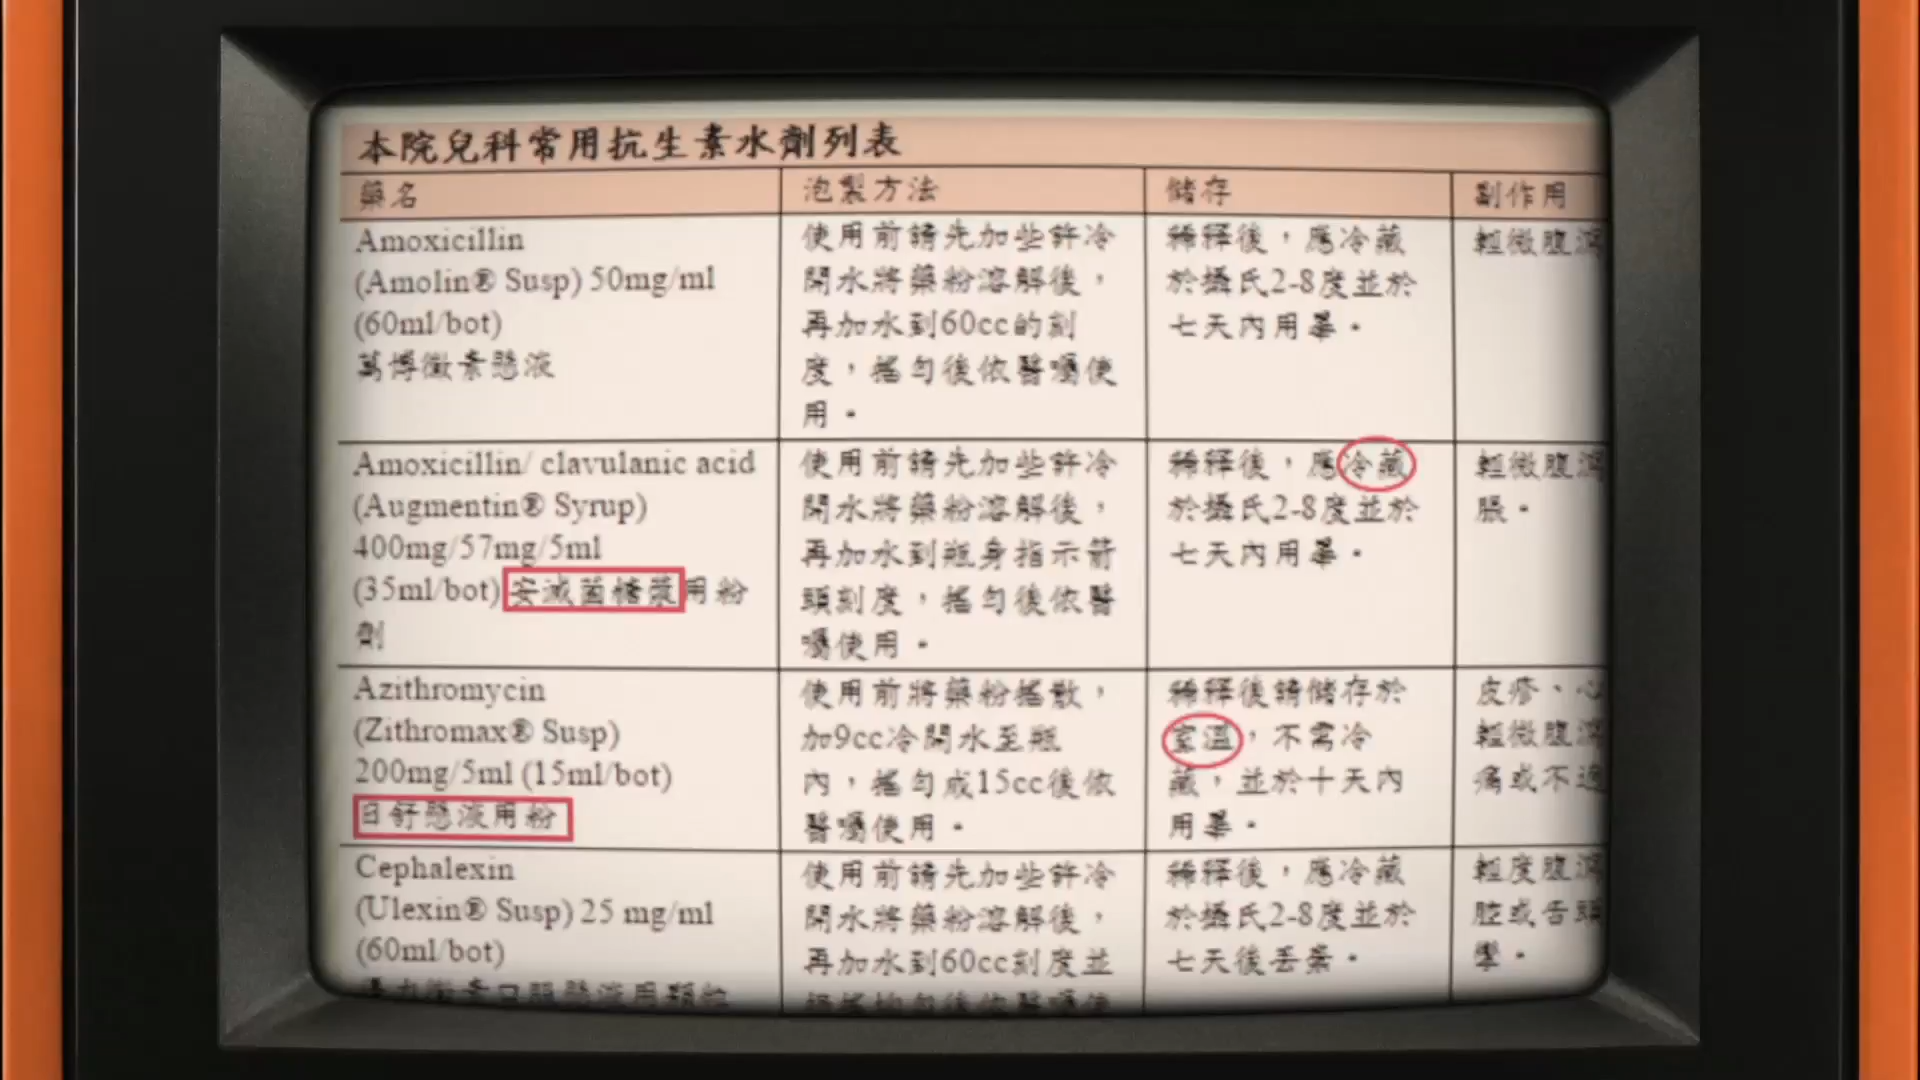 本院兒科常用抗生素水劑列表
藥名
泡製方法
儲存
副作用
Amoxicillin
(Amolin® Susp) 50mg/ml
(60ml/bot)
萬博黴素懸液
使用前請先加些許冷
開水將藥粉溶解後，
再加水到60cc的刻
度，搖勻後依醫囑使
用。
稀釋後，應冷藏
於攝氏2-8度並於
七天內用畢。
輕微腹瀉
Amoxicillin/ clavulanic acid
(Augmentin® Syrup)
400mg/57mg/5ml
(35ml/bot) 安滅菌糖漿用粉
劑
使用前請先加些許冷
開水將藥粉溶解後，
再加水到瓶身指示箭
頭刻度，搖勻後依醫
囑使用。
稀釋後，應冷藏
於攝氏2-8度並於
七天內用畢。
輕微腹瀉
脹。
Azithromycin
(Zithromax® Susp)
200mg/5ml (15ml/bot)
日舒懸液用粉
使用前將藥粉搖散，
加9cc冷開水至瓶
內，搖勻成15cc後依
醫囑使用。
稀釋後請儲存於
室溫，不需冷
藏，並於十天內
用畢。
皮疹、心
輕微腹瀉
痛或不適
Cephalexin
(Ulexin® Susp) 25 mg/ml
(60ml/bot)
使用前請先加些許冷
開水將藥粉溶解後，
再加水到60cc刻度並
稀釋後，應冷藏
於攝氏2-8度並於
七天後丟棄。
輕度腹瀉
腔或舌頭
攣。